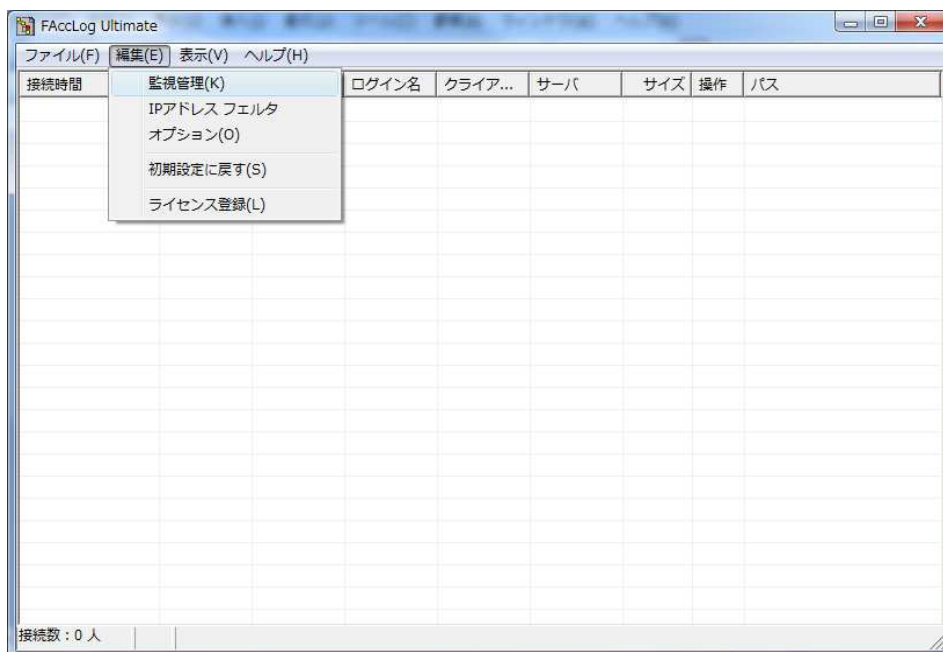 FAccLog Ultimate
ファイル(F) 編集(E) 表示(V) ヘルプ(H)
接続時間 ログイン名 クライア... サーバ サイズ 操作 パス
監視管理(K)
IPアドレス フェルタ
オプション(O)
初期設定に戻す(S)
ライセンス登録(L)
接続数：0 人